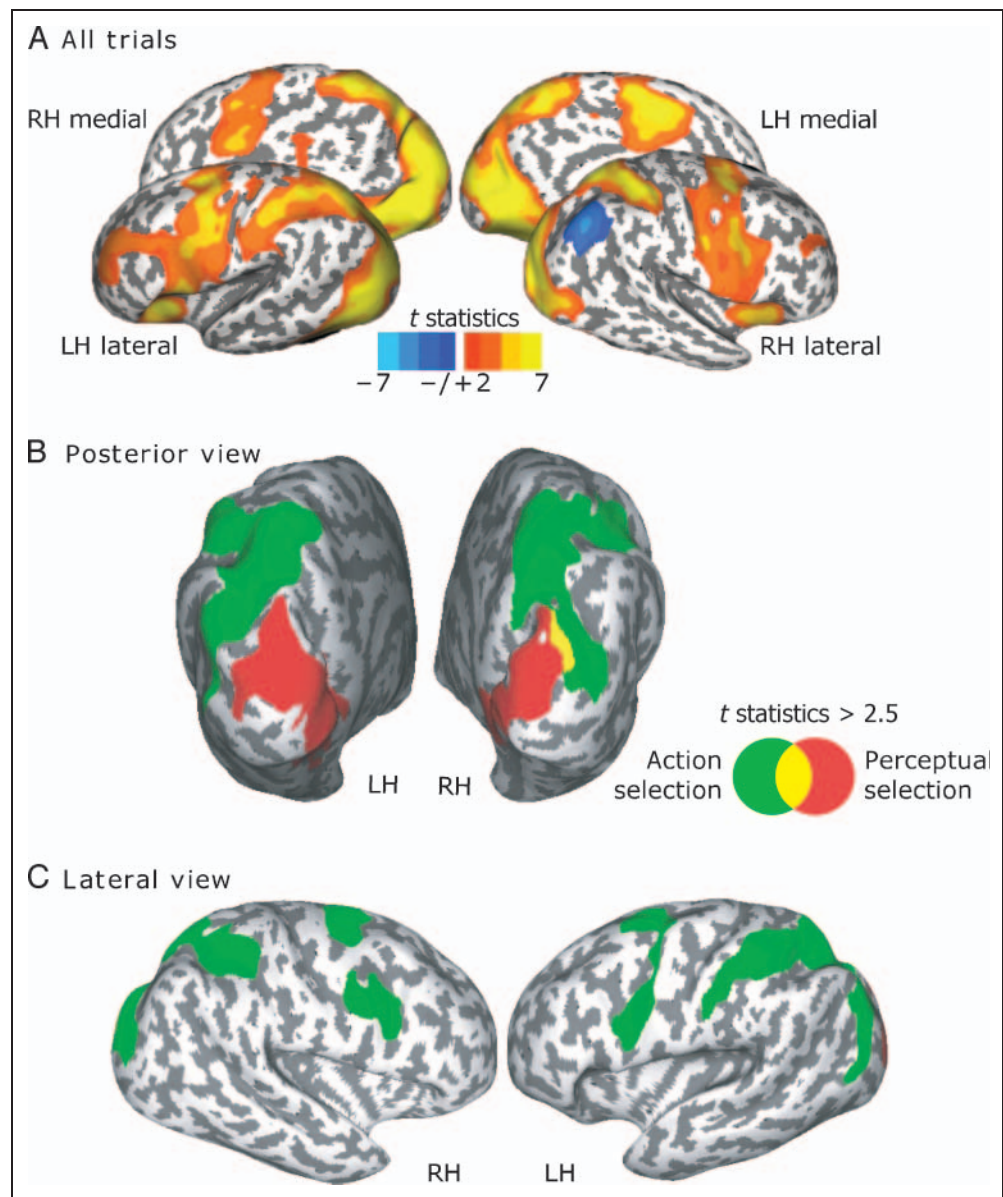 A All trials
RH medial
LH medial
LH lateral
t statistics
RH lateral
−7 −/+2 7
B Posterior view
LH RH
t statistics > 2.5
Action selection
Perceptual selection
C Lateral view
RH LH